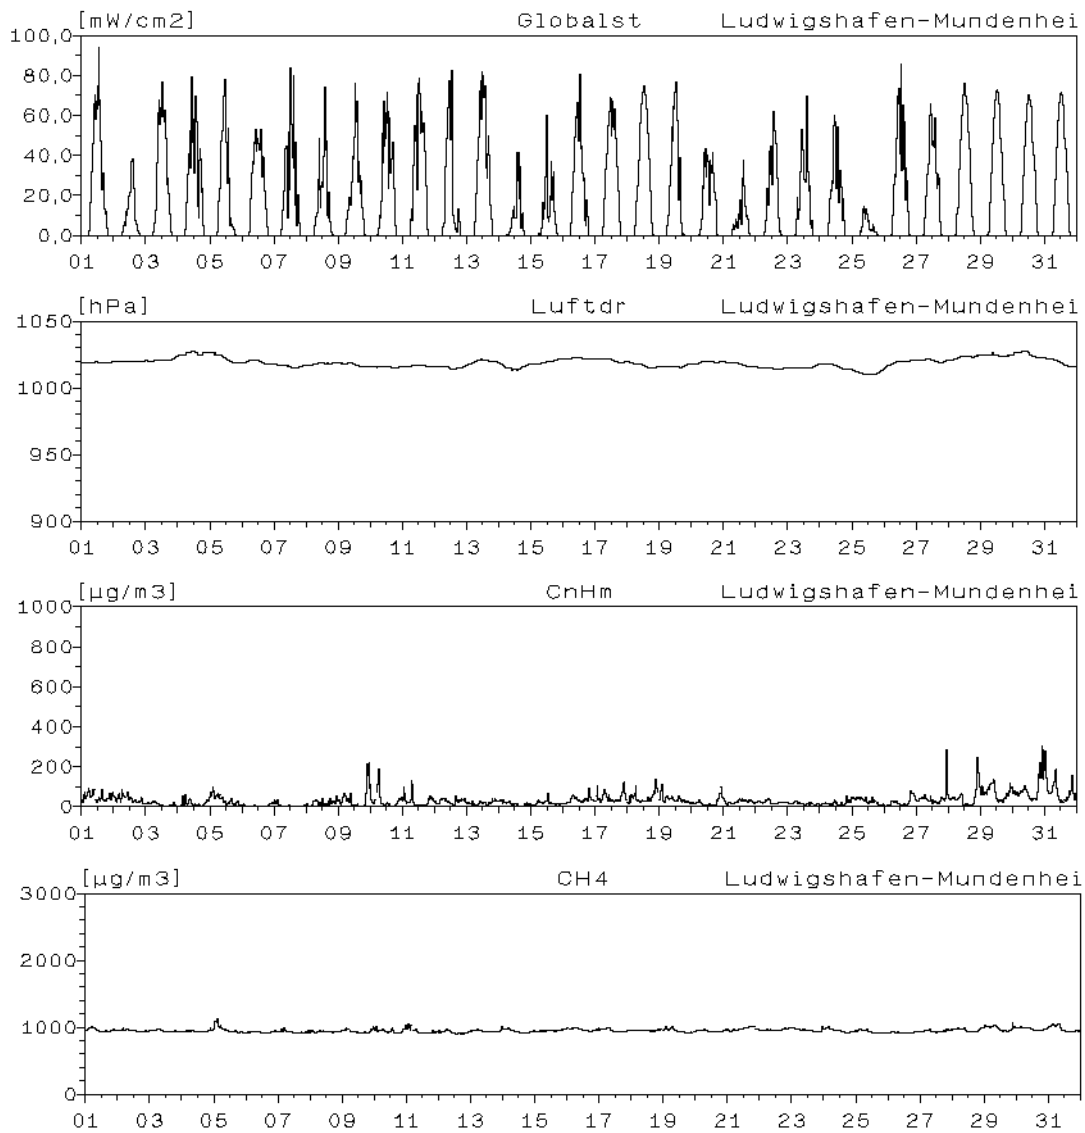 [mW/cm2] Globalst Ludwigshafen-Mundenhei
100,0
80,0
60,0
40,0
20,0
0,0
01 03 05 07 09 11 13 15 17 19 21 23 25 27 29 31
[hPa] Luftdr Ludwigshafen-Mundenhei
1050
1000
950
900
01 03 05 07 09 11 13 15 17 19 21 23 25 27 29 31
[µg/m3] CnHm Ludwigshafen-Mundenhei
1000
800
600
400
200
0
01 03 05 07 09 11 13 15 17 19 21 23 25 27 29 31
[µg/m3] CH4 Ludwigshafen-Mundenhei
3000
2000
1000
0
01 03 05 07 09 11 13 15 17 19 21 23 25 27 29 31